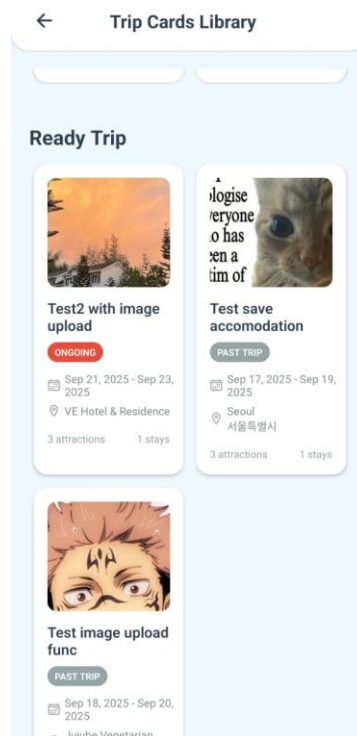 Trip Cards Library
Ready Trip
Test2 with image
upload
ONGOING
Sep 21, 2025 - Sep 23,
2025
VE Hotel & Residence
3 attractions 1 stays
ologise
veryone
o has
en a
tim of
Test save
accomodation
PAST TRIP
Sep 17, 2025 - Sep 19,
2025
Seoul
서울특별시
3 attractions 1 stays
Test image upload
func
PAST TRIP
Sep 18, 2025 - Sep 20,
2025
Jujube Vegetarian